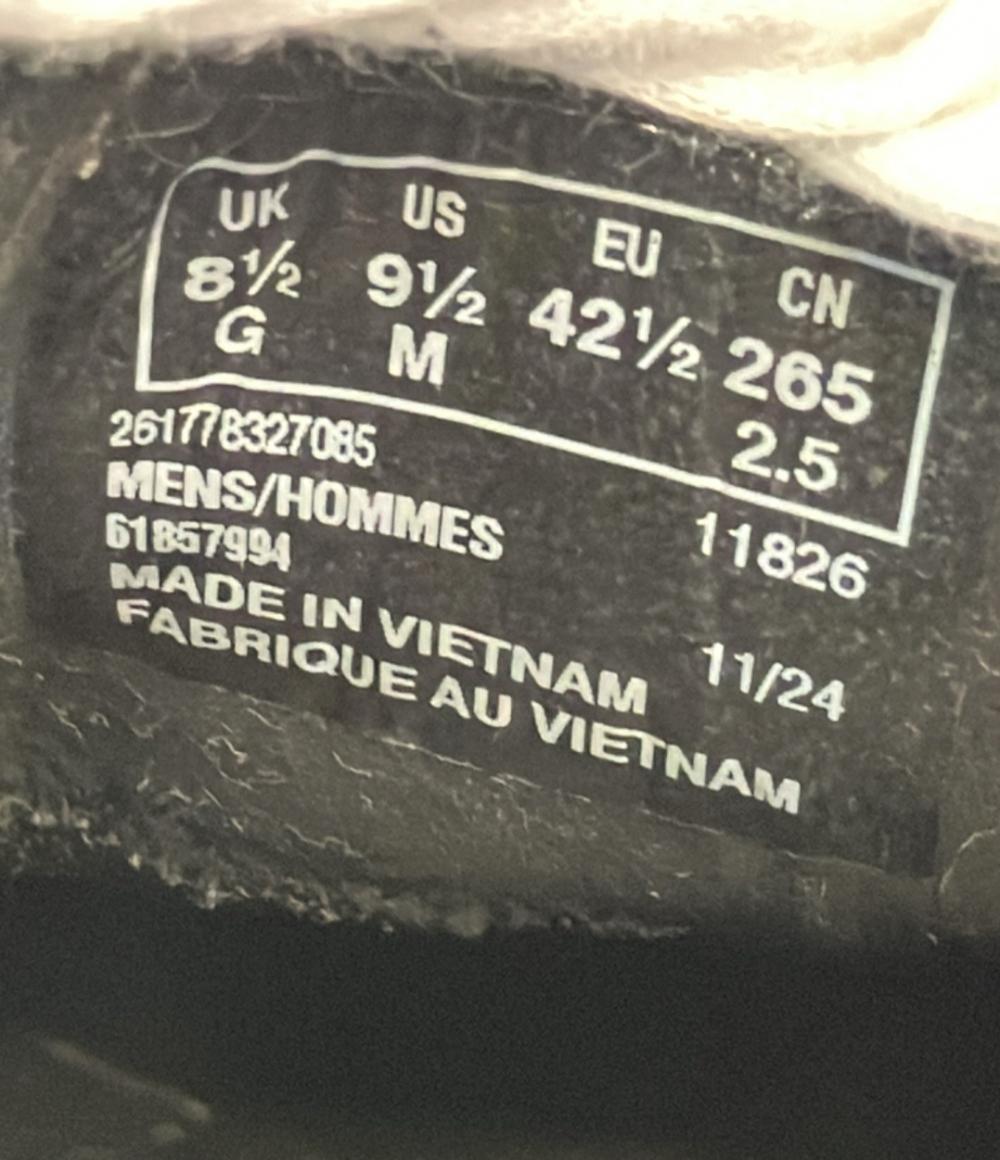 UK US EU CN
8½ 9½ 42½ 265
G M 2.5
261778327085
MENS/HOMMES 11826
61857994
MADE IN VIETNAM 11/24
FABRIQUE AU VIETNAM